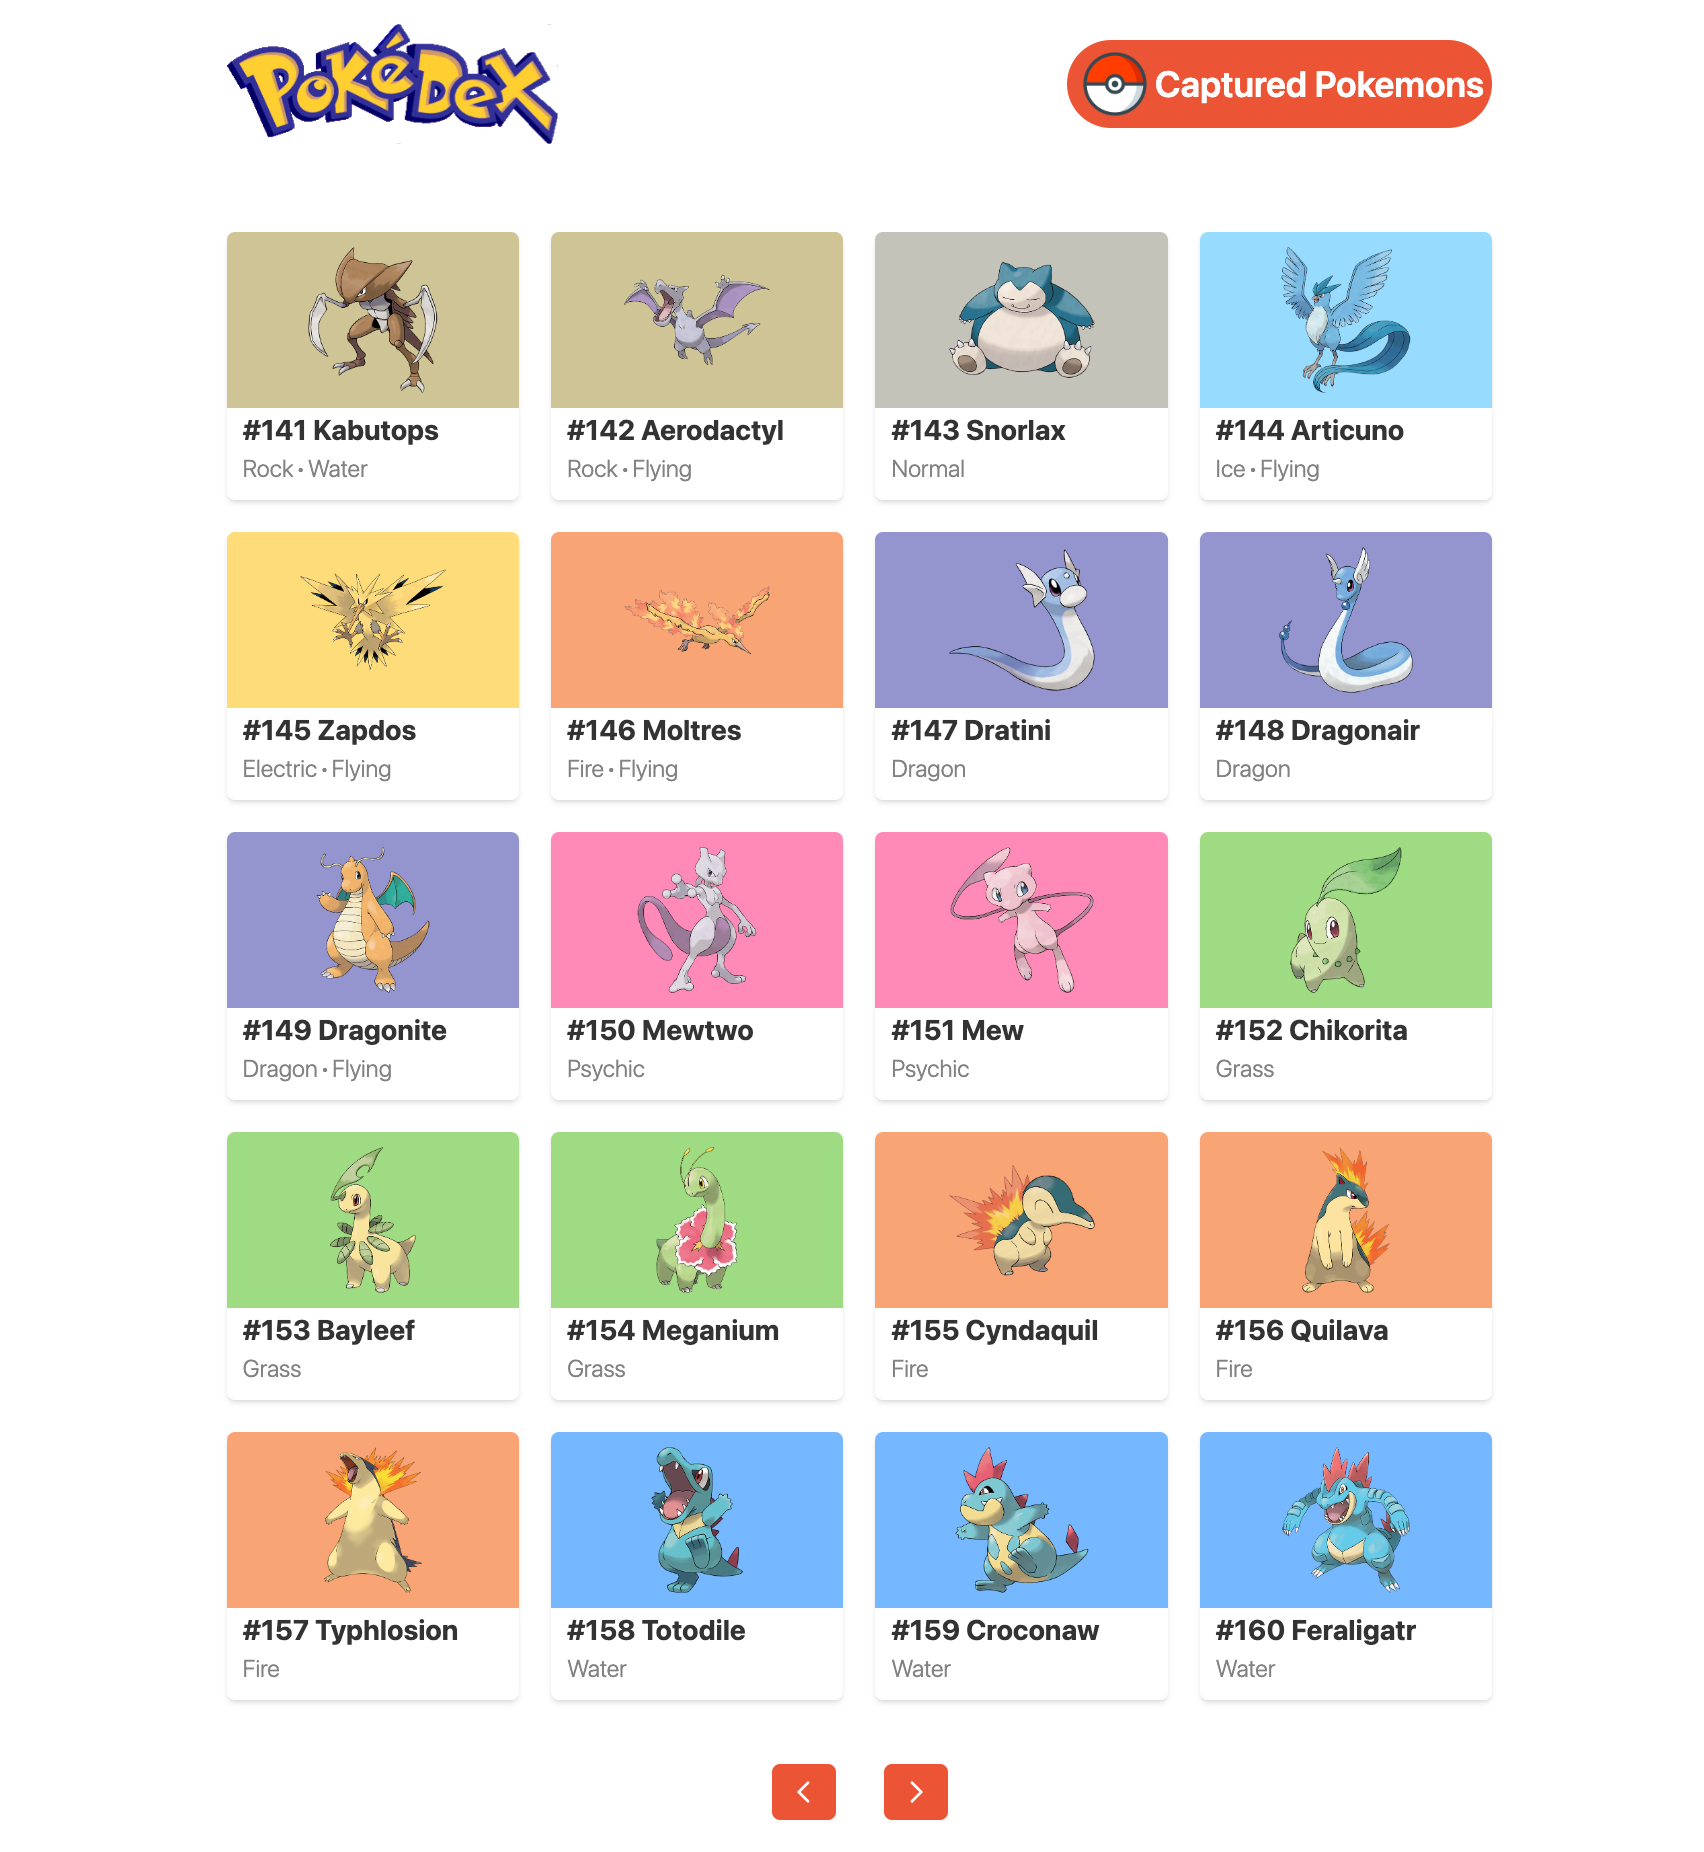 PoKéDex
Captured Pokemons
#141 Kabutops
Rock • Water
#142 Aerodactyl
Rock • Flying
#143 Snorlax
Normal
#144 Articuno
Ice • Flying
#145 Zapdos
Electric • Flying
#146 Moltres
Fire • Flying
#147 Dratini
Dragon
#148 Dragonair
Dragon
#149 Dragonite
Dragon • Flying
#150 Mewtwo
Psychic
#151 Mew
Psychic
#152 Chikorita
Grass
#153 Bayleef
Grass
#154 Meganium
Grass
#155 Cyndaquil
Fire
#156 Quilava
Fire
#157 Typhlosion
Fire
#158 Totodile
Water
#159 Croconaw
Water
#160 Feraligatr
Water